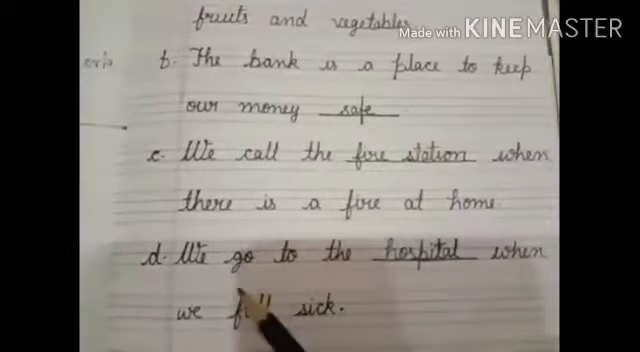 fruits and vegetables
Made with KINEMASTER
b. The bank is a place to keep
our money safe
c. We call the fire station when
there is a fire at home
d. We go to the hospital when
we sick.